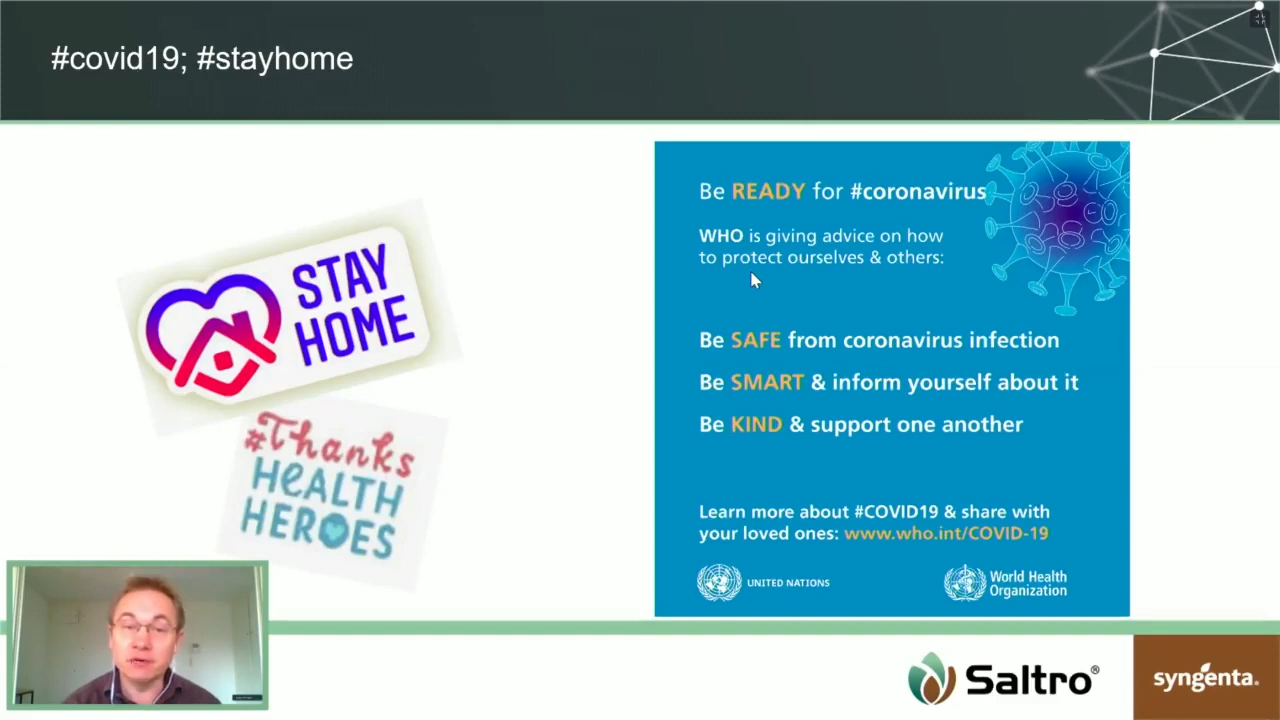 #covid19; #stayhome
STAY
HOME
#Thanks
HEALTH
HEROES
Be READY for #coronavirus
WHO is giving advice on how
to protect ourselves & others:
Be SAFE from coronavirus infection
Be SMART & inform yourself about it
Be KIND & support one another
Learn more about #COVID19 & share with
your loved ones: www.who.int/COVID-19
UNITED NATIONS
World Health
Organization
Saltro®
syngenta.